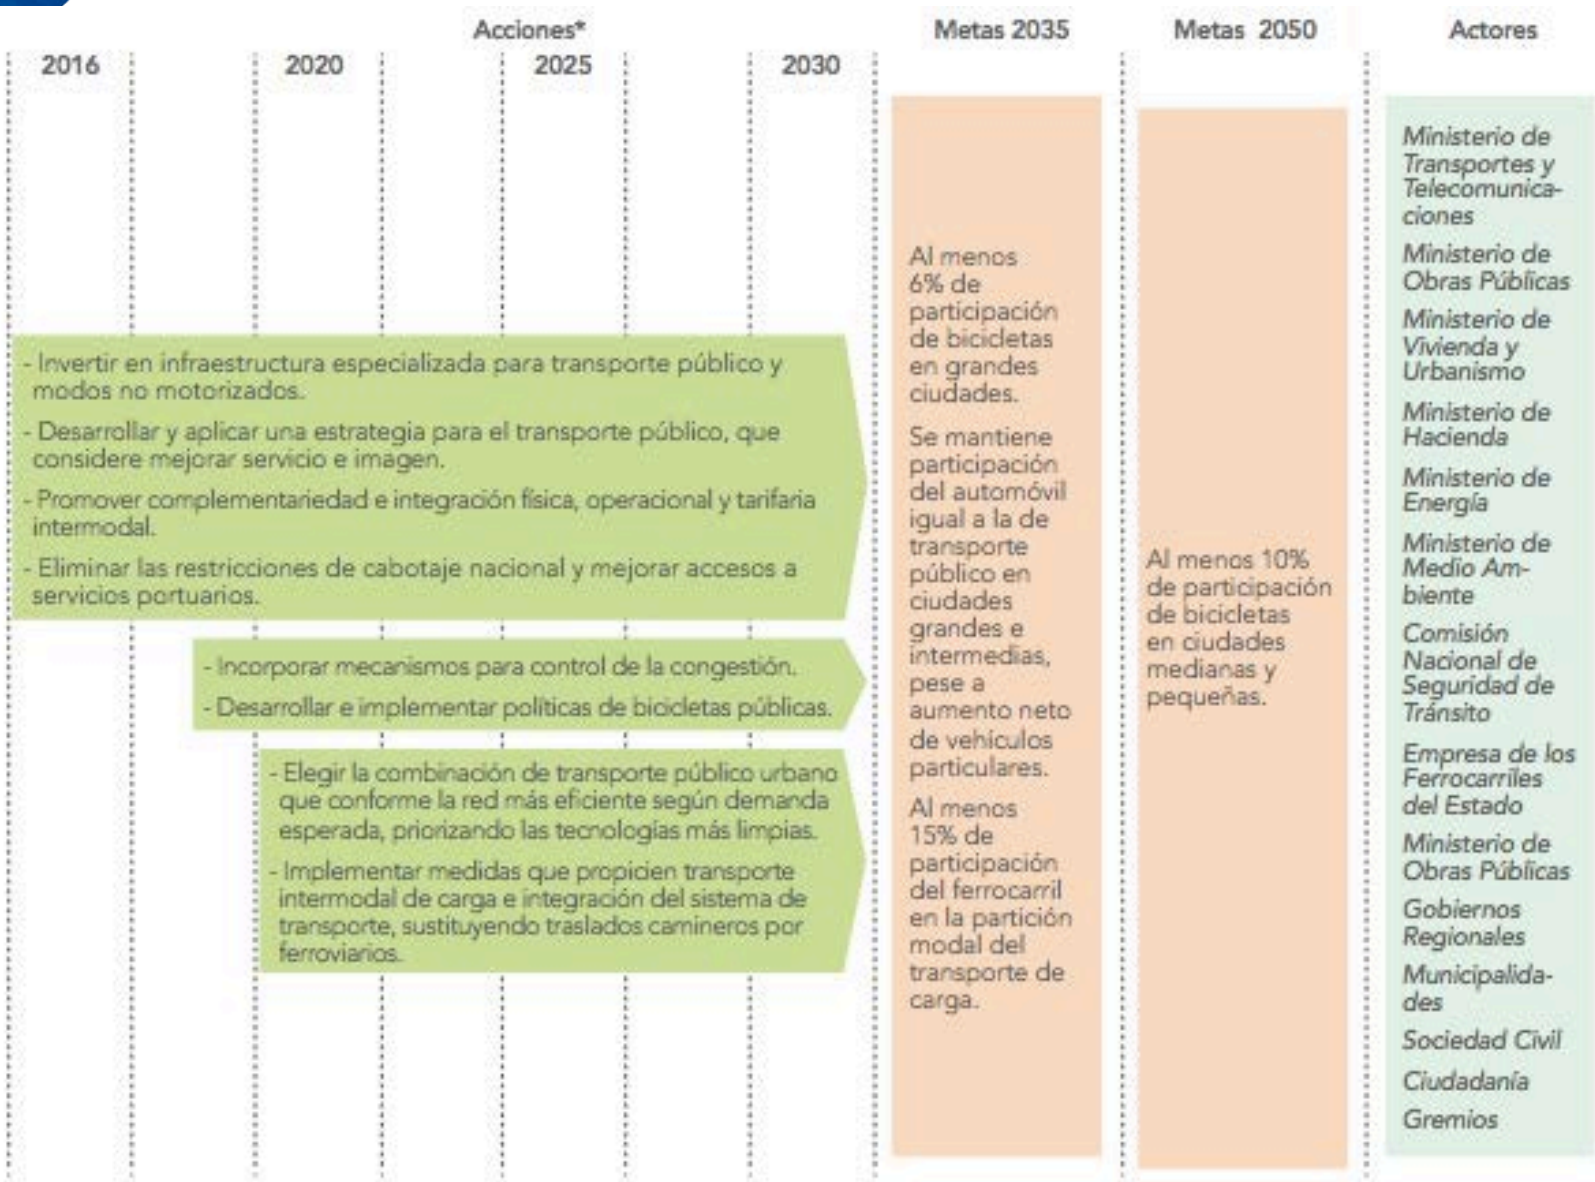 Acciones*
Metas 2035
Metas 2050
Actores
2016
2020
2025
2030
- Invertir en infraestructura especializada para transporte público y
modos no motorizados.
- Desarrollar y aplicar una estrategia para el transporte público, que
considere mejorar servicio e imagen.
- Promover complementariedad e integración física, operacional y tarifaria
intermodal.
- Eliminar las restricciones de cabotaje nacional y mejorar accesos a
servicios portuarios.
- Incorporar mecanismos para control de la congestión.
- Desarrollar e implementar políticas de bicicletas públicas.
- Elegir la combinación de transporte público urbano
que conforme la red más eficiente según demanda
esperada, priorizando las tecnologías más limpias.
- Implementar medidas que propicien transporte
intermodal de carga e integración del sistema de
transporte, sustituyendo traslados camineros por
ferroviarios.
Al menos
6% de
participación
de bicicletas
en grandes
ciudades.
Se mantiene
participación
del automóvil
igual a la de
transporte
público en
ciudades
grandes e
intermedias,
pese a
aumento neto
de vehículos
particulares.
Al menos
15% de
participación
del ferrocarril
en la partición
modal del
transporte de
carga.
Al menos 10%
de participación
de bicicletas
en ciudades
medianas y
pequeñas.
Ministerio de
Transportes y
Telecomunica-
ciones
Ministerio de
Obras Públicas
Ministerio de
Vivienda y
Urbanismo
Ministerio de
Hacienda
Ministerio de
Energía
Ministerio de
Medio Am-
biente
Comisión
Nacional de
Seguridad de
Tránsito
Empresa de los
Ferrocarriles
del Estado
Ministerio de
Obras Públicas
Gobiernos
Regionales
Municipalida-
des
Sociedad Civil
Ciudadanía
Gremios